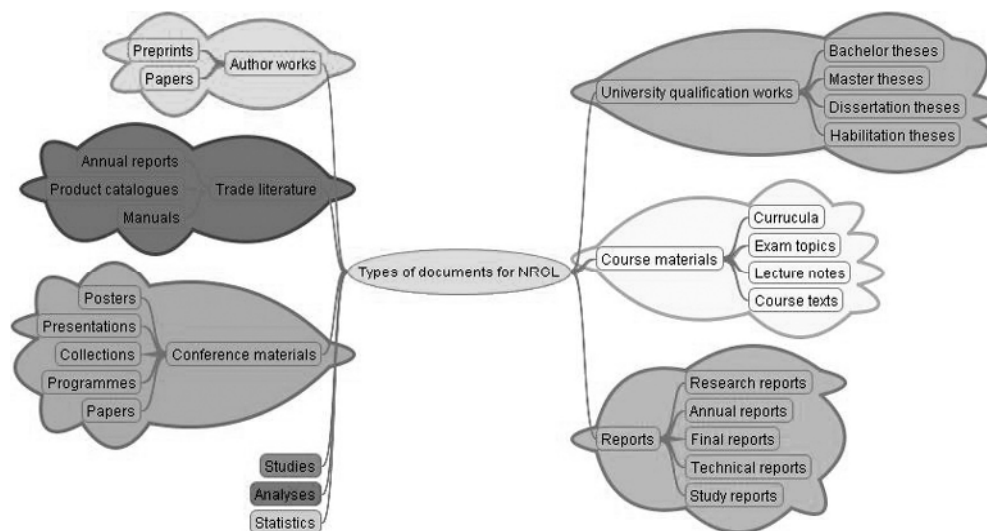 Preprints
Papers
Author works
Annual reports
Product catalogues
Manuals
Trade literature
Posters
Presentations
Collections
Programmes
Papers
Conference materials
Studies
Analyses
Statistics
Types of documents for NRGL
University qualification works
Bachelor theses
Master theses
Dissertation theses
Habilitation theses
Course materials
Currucula
Exam topics
Lecture notes
Course texts
Reports
Research reports
Annual reports
Final reports
Technical reports
Study reports